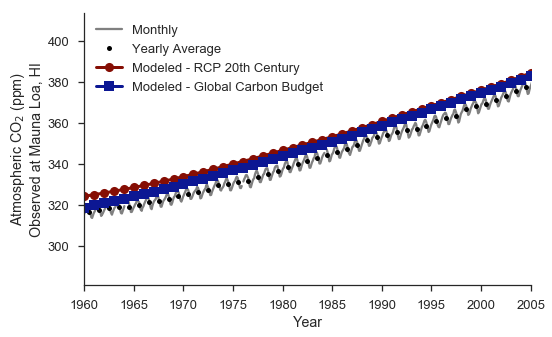 Monthly
Yearly Average
Modeled - RCP 20th Century
Modeled - Global Carbon Budget
Atmospheric CO₂ (ppm)
Observed at Mauna Loa, HI
400
380
360
340
320
300
1960 1965 1970 1975 1980 1985 1990 1995 2000 2005
Year